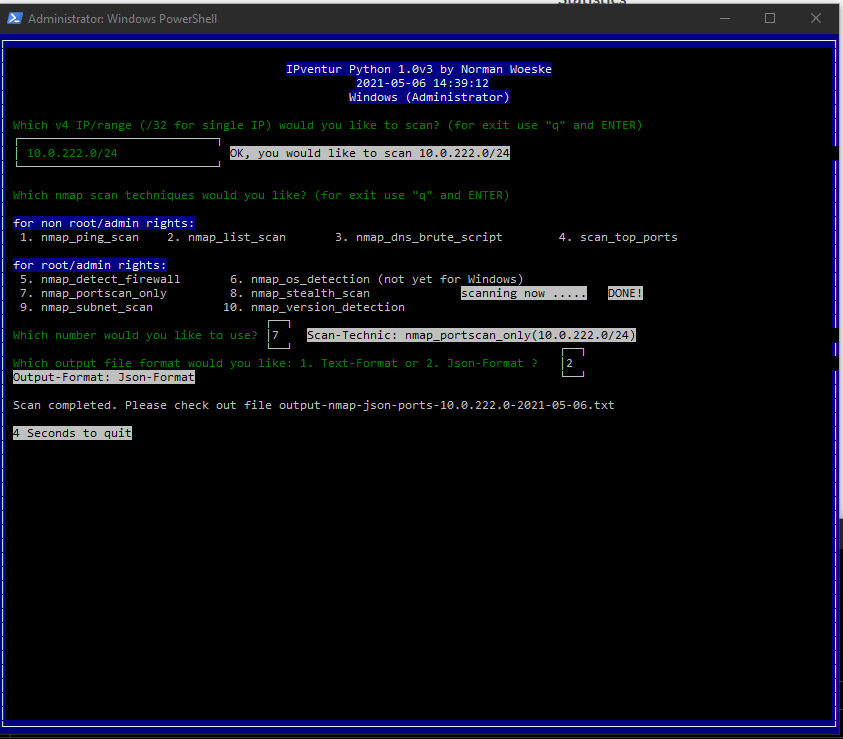 Statistics
Administrator: Windows PowerShell
IPventur Python 1.0v3 by Norman Woeske
2021-05-06 14:39:12
Windows (Administrator)
Which v4 IP/range (/32 for single IP) would you like to scan? (for exit use "q" and ENTER)
10.0.222.0/24 OK, you would like to scan 10.0.222.0/24
Which nmap scan techniques would you like? (for exit use "q" and ENTER)
for non root/admin rights:
1. nmap_ping_scan 2. nmap_list_scan 3. nmap_dns_brute_script 4. scan_top_ports
for root/admin rights:
5. nmap_detect_firewall 6. nmap_os_detection (not yet for Windows)
7. nmap_portscan_only 8. nmap_stealth_scan scanning now ..... DONE!
9. nmap_subnet_scan 10. nmap_version_detection
Which number would you like to use? 7 Scan-Technic: nmap_portscan_only(10.0.222.0/24)
Which output file format would you like: 1. Text-Format or 2. Json-Format ? 2
Output-Format: Json-Format
Scan completed. Please check out file output-nmap-json-ports-10.0.222.0-2021-05-06.txt
4 Seconds to quit